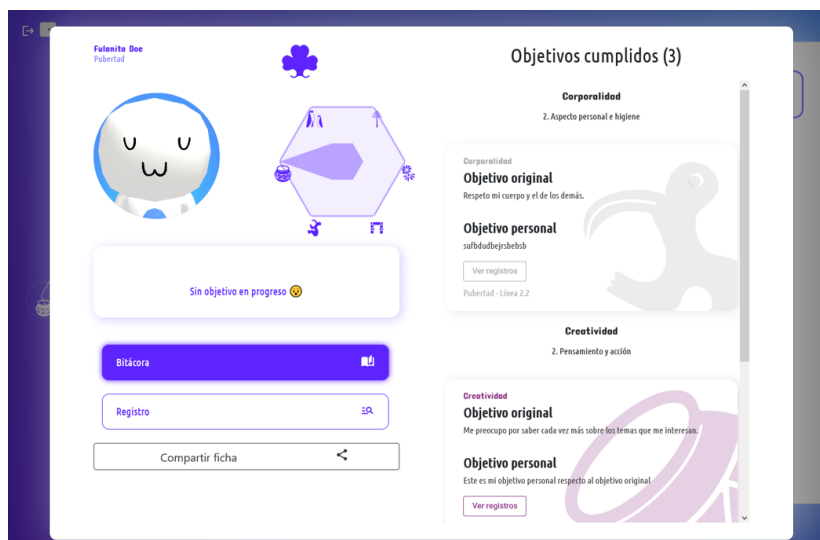 Fulanito Doe
Pubertad
Sin objetivo en progreso 😮
Bitácora
Registro
Compartir ficha
Objetivos cumplidos (3)
Corporalidad
2. Aspecto personal e higiene
Corporalidad
Objetivo original
Respeto mi cuerpo y el de los demás.
Objetivo personal
sufbdudbejrsbebsb
Ver registros
Pubertad - Línea 2.2
Creatividad
2. Pensamiento y acción
Creatividad
Objetivo original
Me preocupo por saber cada vez más sobre los temas que me interesan.
Objetivo personal
Este es mi objetivo personal respecto al objetivo original
Ver registros